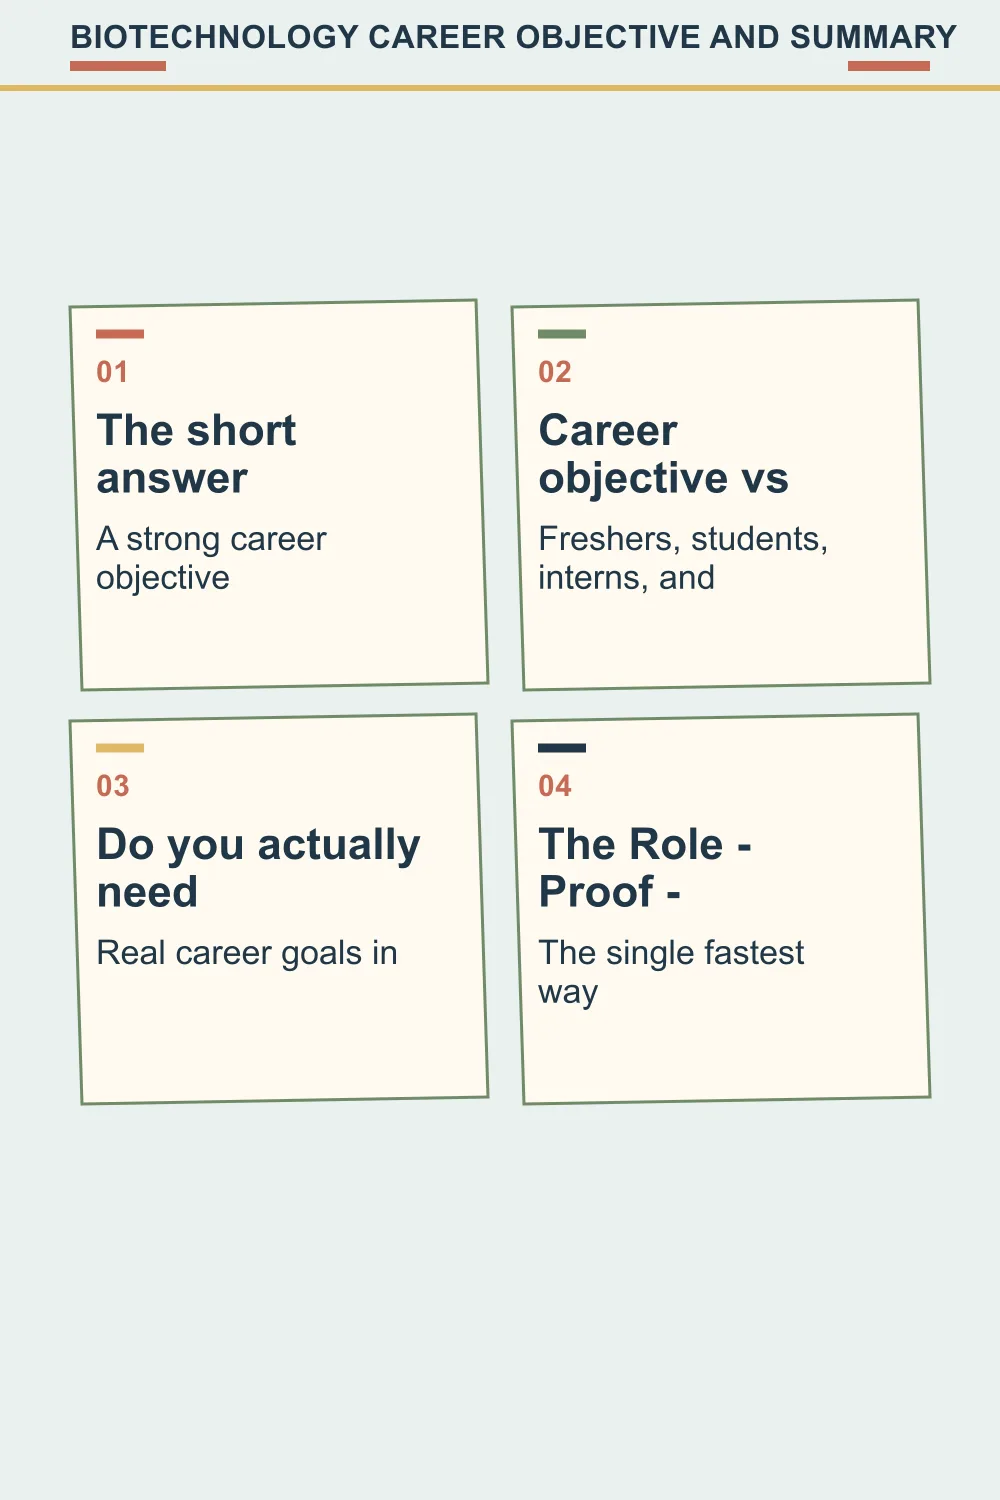 BIOTECHNOLOGY CAREER OBJECTIVE AND SUMMARY
01
The short
answer
A strong career
objective
02
Career
objective vs
Freshers, students,
interns, and
03
Do you actually
need
Real career goals in
04
The Role -
Proof -
The single fastest
way